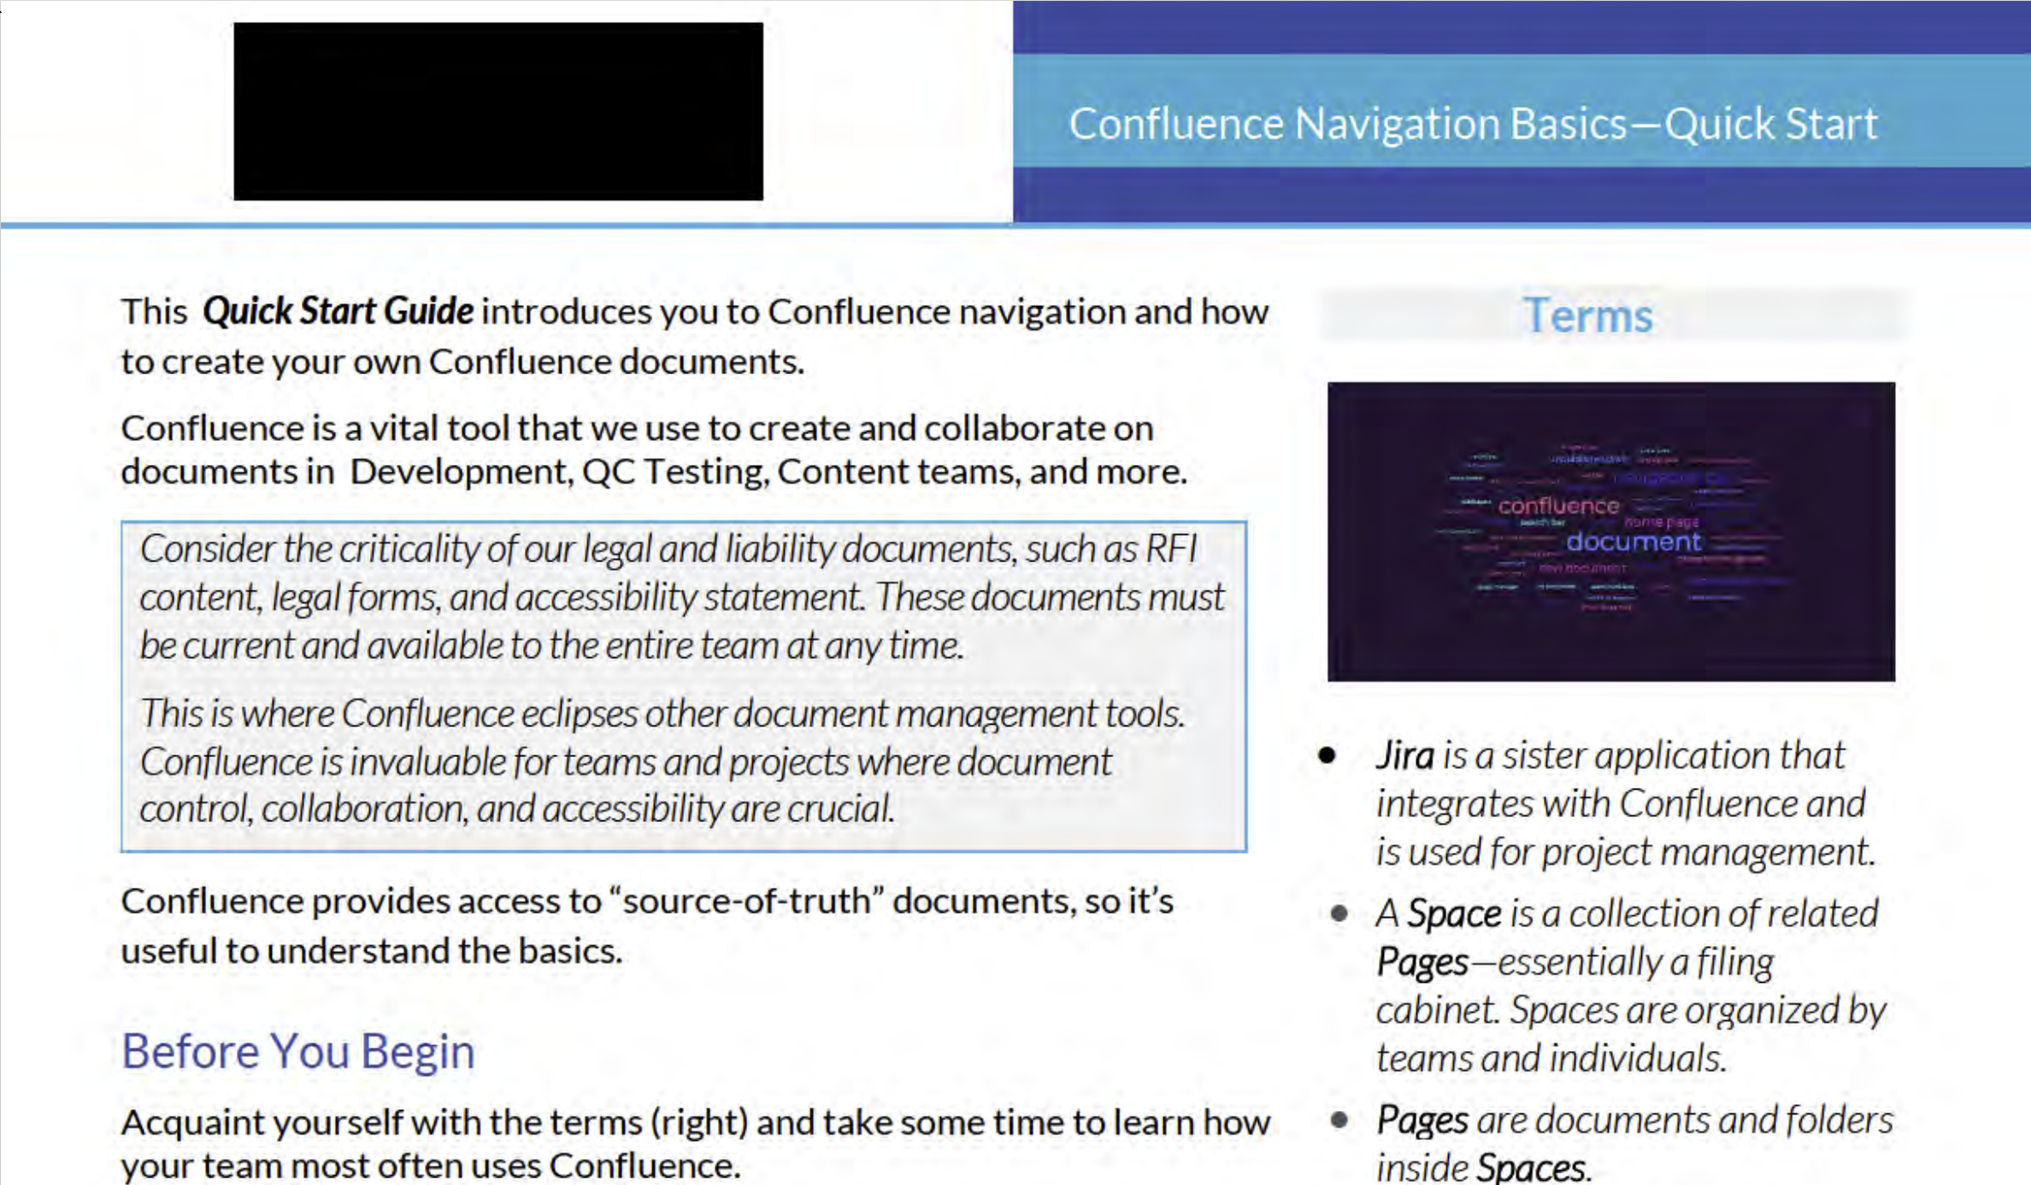 Confluence Navigation Basics—Quick Start
This Quick Start Guide introduces you to Confluence navigation and how
to create your own Confluence documents.
Confluence is a vital tool that we use to create and collaborate on
documents in Development, QC Testing, Content teams, and more.
Consider the criticality of our legal and liability documents, such as RFI
content, legal forms, and accessibility statement. These documents must
be current and available to the entire team at any time.
This is where Confluence eclipses other document management tools.
Confluence is invaluable for teams and projects where document
control, collaboration, and accessibility are crucial.
Confluence provides access to “source-of-truth” documents, so it’s
useful to understand the basics.
Before You Begin
Acquaint yourself with the terms (right) and take some time to learn how
your team most often uses Confluence.
Terms
confluence
search bar
home page
document
new document
• Jira is a sister application that
integrates with Confluence and
is used for project management.
• A Space is a collection of related
Pages—essentially a filing
cabinet. Spaces are organized by
teams and individuals.
• Pages are documents and folders
inside Spaces.